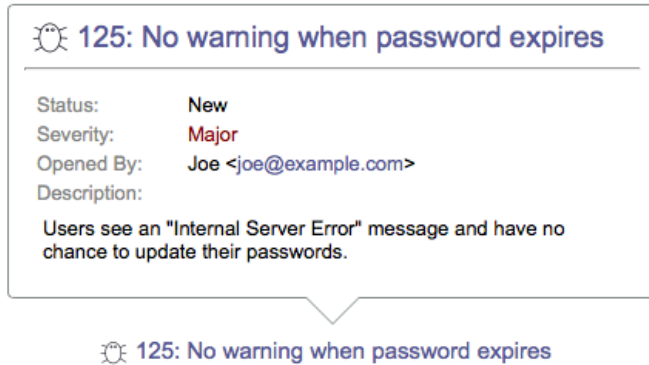 125: No warning when password expires
Status: New
Severity: Major
Opened By: Joe <joe@example.com>
Description:
Users see an "Internal Server Error" message and have no
chance to update their passwords.
125: No warning when password expires